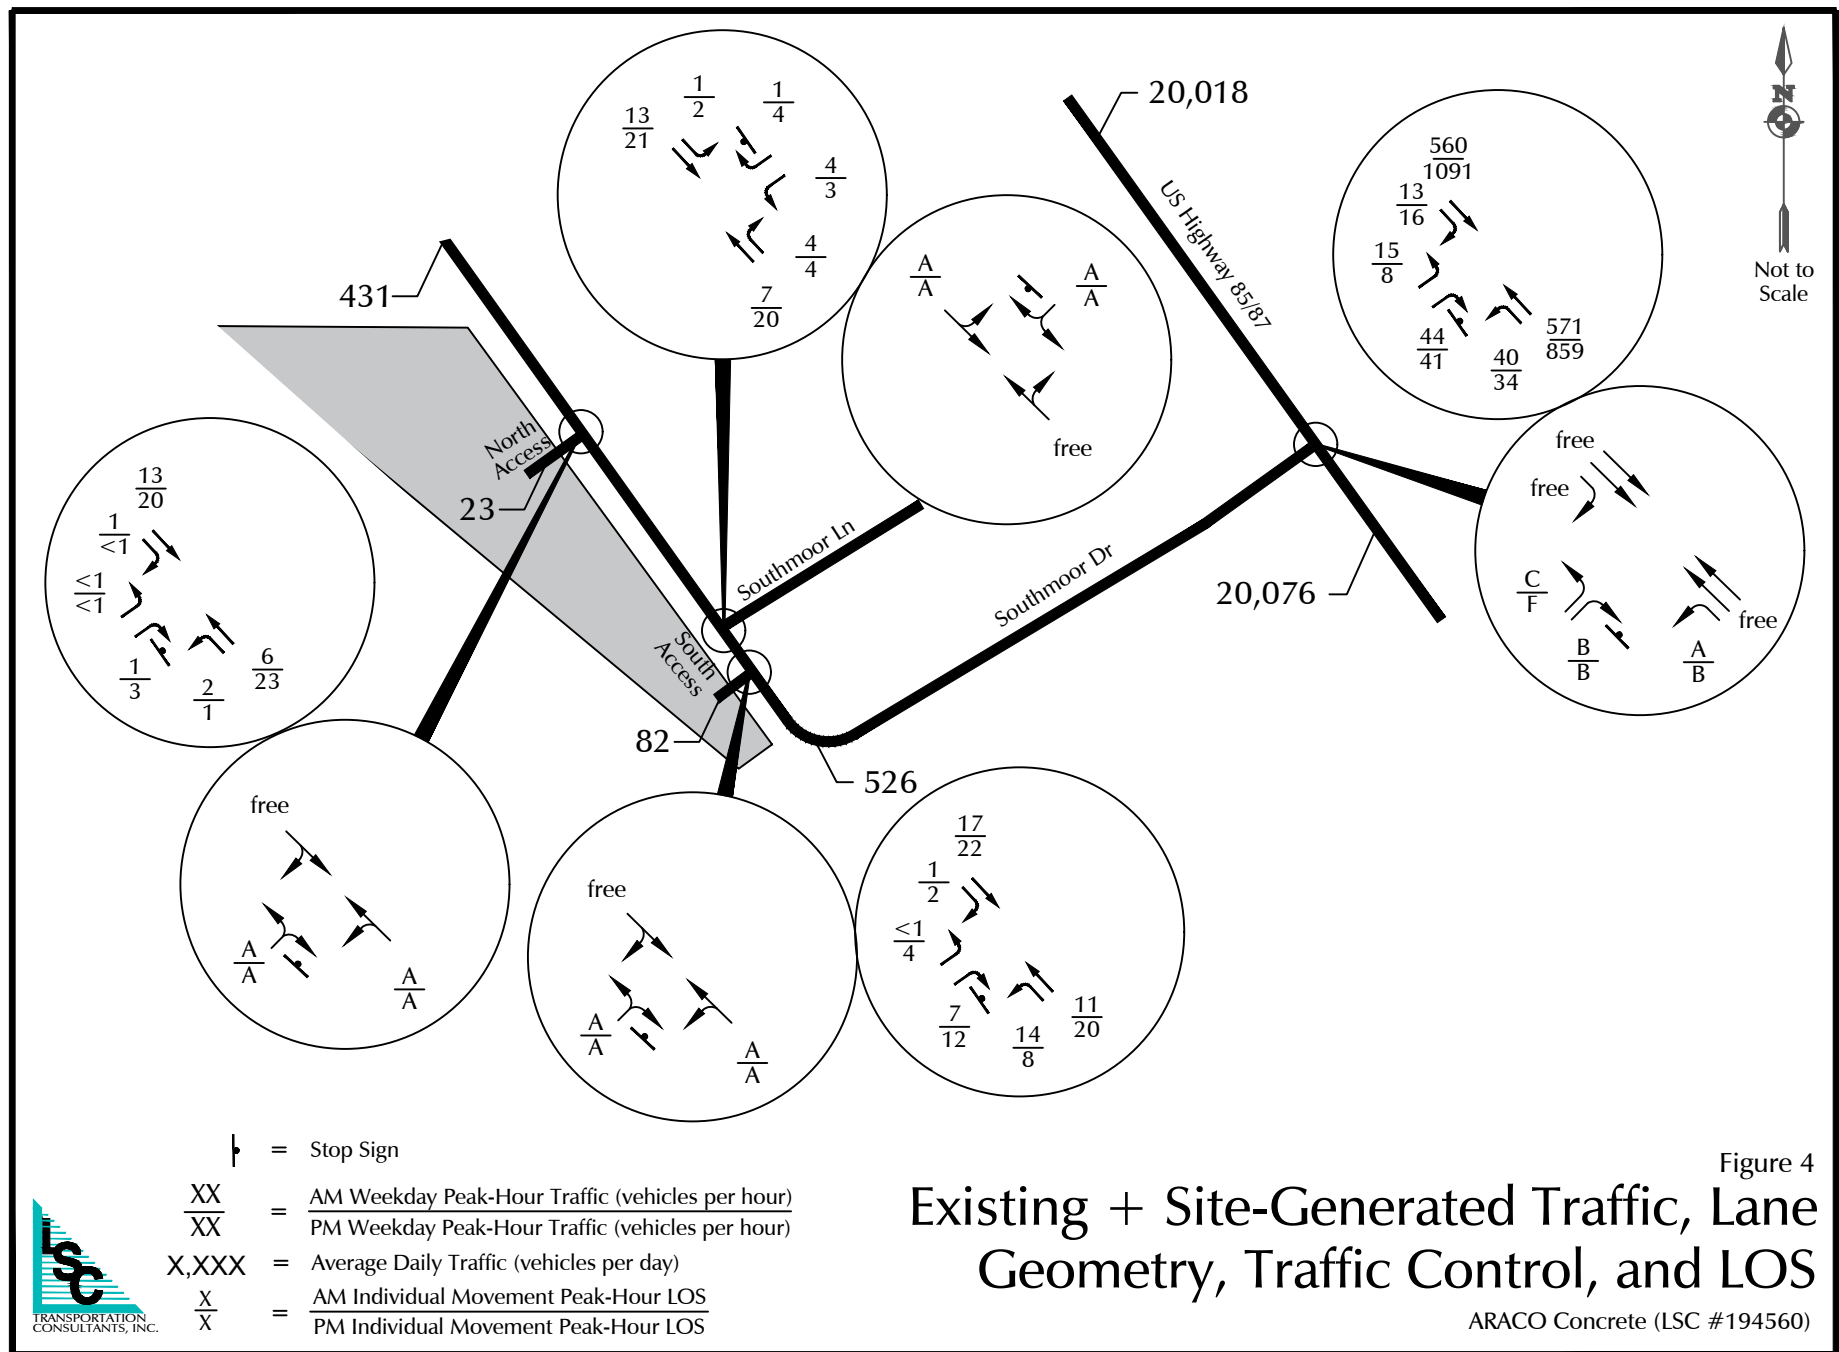 20,018
N
Not to
Scale
US Highway 85/87
431
1
2
1
4
13
21
4
3
4
4
7
20
A
A
A
A
free
560
1091
13
16
15
8
44
41
40
34
571
859
North
Access
23
Southmoor Ln
Southmoor Dr
20,076
South
Access
82
526
free
free
C
F
B
B
A
B
free
13
20
1
<1
<1
<1
1
3
2
1
6
23
free
A
A
A
A
free
A
A
A
A
17
22
1
2
<1
4
7
12
14
8
11
20
= Stop Sign
XX
XX
=
AM Weekday Peak-Hour Traffic (vehicles per hour)
PM Weekday Peak-Hour Traffic (vehicles per hour)
X,XXX = Average Daily Traffic (vehicles per day)
X
X
=
AM Individual Movement Peak-Hour LOS
PM Individual Movement Peak-Hour LOS
LSC
TRANSPORTATION
CONSULTANTS, INC.
Figure 4
Existing + Site-Generated Traffic, Lane
Geometry, Traffic Control, and LOS
ARACO Concrete (LSC #194560)